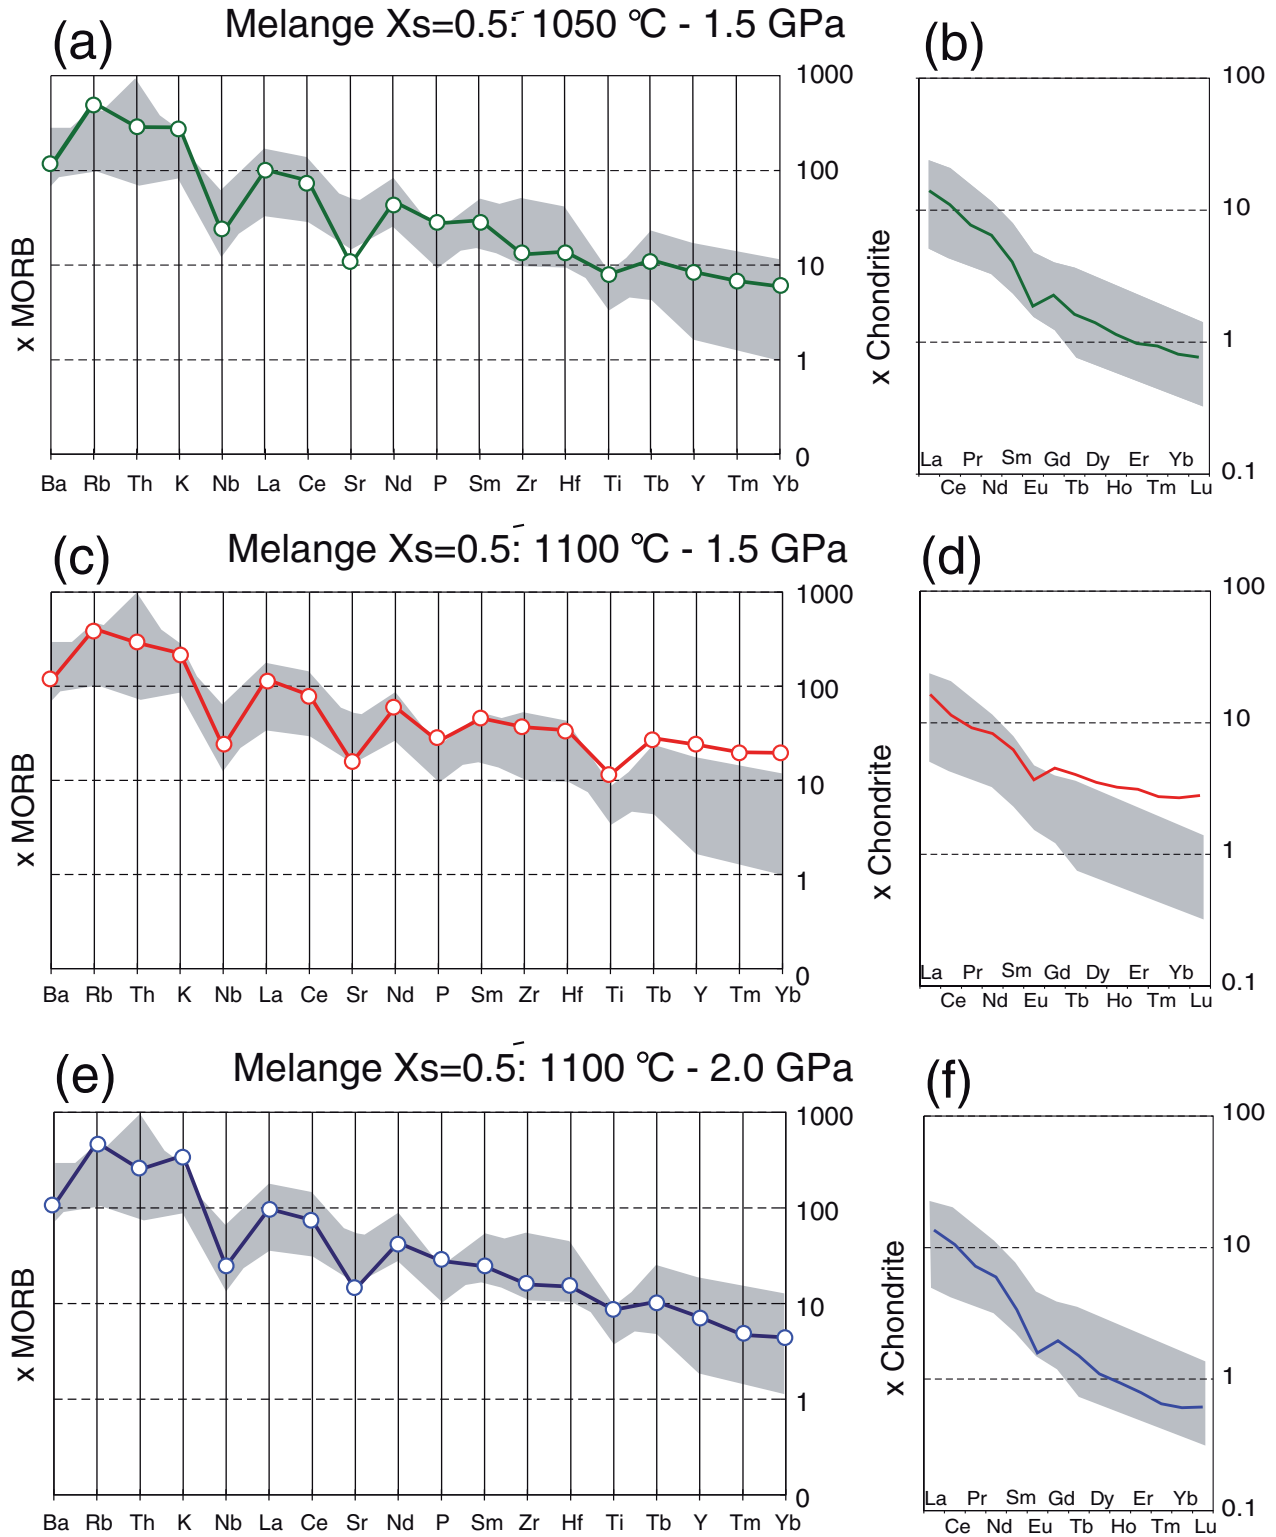 (a)
Melange Xs=0.5: 1050 °C - 1.5 GPa
(b)
1000
100
10
1
0
x MORB
Ba Rb Th K Nb La Ce Sr Nd P Sm Zr Hf Ti Tb Y Tm Yb
100
10
1
0.1
x Chondrite
La Pr Sm Gd Dy Er Yb
Ce Nd Eu Tb Ho Tm Lu
(c)
Melange Xs=0.5: 1100 °C - 1.5 GPa
(d)
1000
100
10
1
0
x MORB
Ba Rb Th K Nb La Ce Sr Nd P Sm Zr Hf Ti Tb Y Tm Yb
100
10
1
0.1
x Chondrite
La Pr Sm Gd Dy Er Yb
Ce Nd Eu Tb Ho Tm Lu
(e)
Melange Xs=0.5: 1100 °C - 2.0 GPa
(f)
1000
100
10
1
0
x MORB
Ba Rb Th K Nb La Ce Sr Nd P Sm Zr Hf Ti Tb Y Tm Yb
100
10
1
0.1
x Chondrite
La Pr Sm Gd Dy Er Yb
Ce Nd Eu Tb Ho Tm Lu